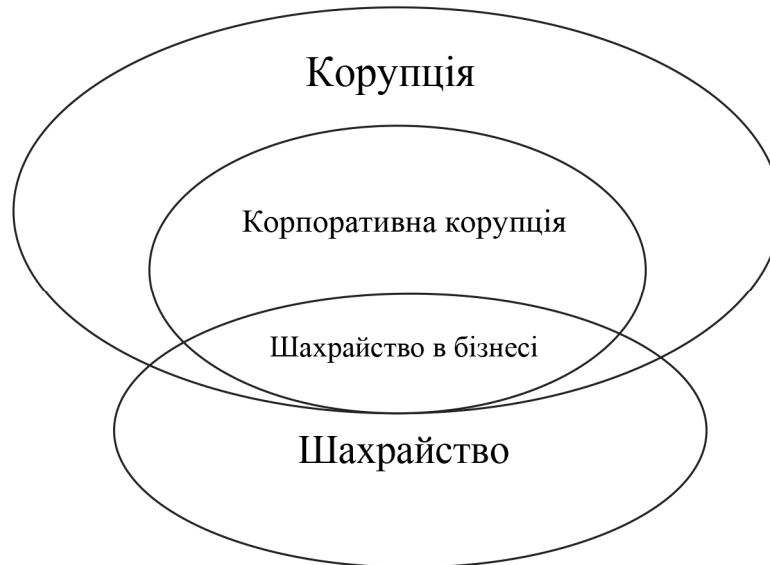 Корупція
Корпоративна корупція
Шахрайство в бізнесі
Шахрайство